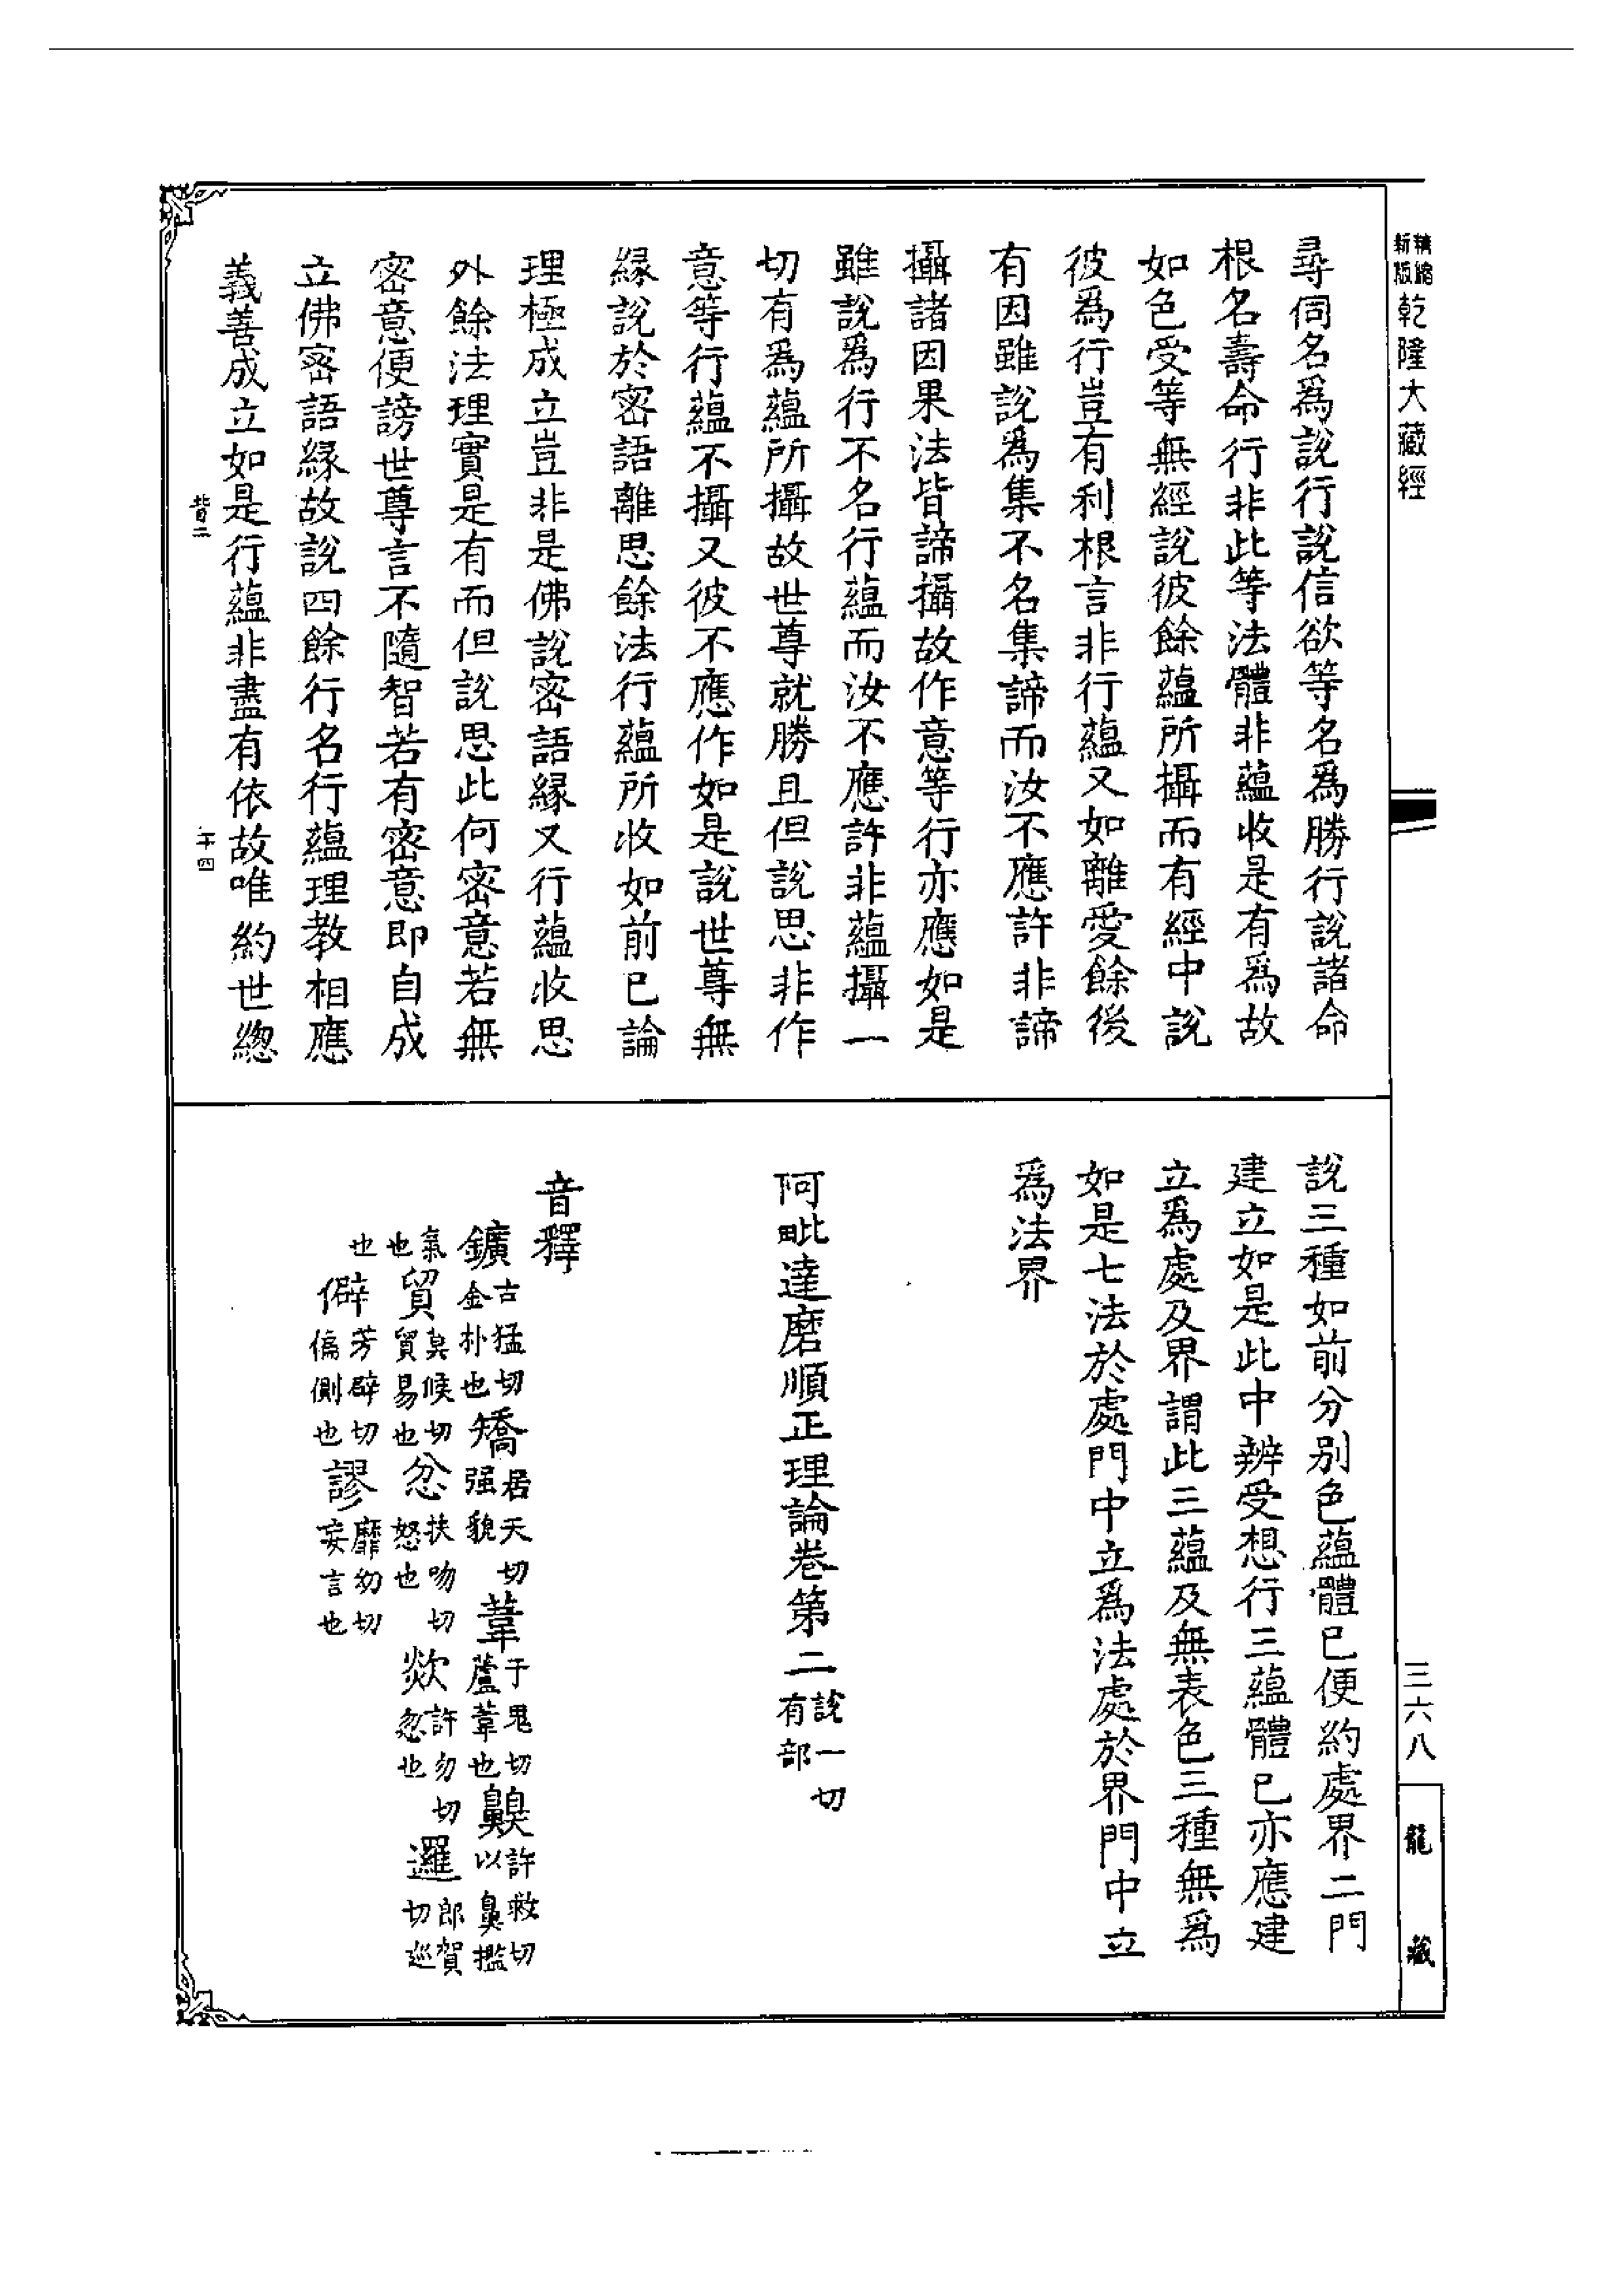 新版精縮乾隆大藏經
尋伺名爲說行說信欲等名爲勝行說諸命
根名壽命行非此等法體非蘊收是有爲故
如色受等無經說彼餘蘊所攝而有經中說
彼爲行豈有利根言非行蘊又如離愛餘後
有因雖說爲集不名集諦而汝不應許非諦
攝諸因果法皆諦攝故作意等行亦應如是
雖說爲行不名行蘊而汝不應許非蘊攝一
切有爲蘊所攝故世尊就勝且但說思非作
意等行蘊不攝又彼不應作如是說世尊無
緣說於密語離思餘法行蘊所收如前已論
理極成立豈非是佛說密語緣又行蘊收思
外餘法理實是有而但說思此何密意若無
密意便謗世尊言不隨智若有密意即自成
立佛密語緣故說四餘行名行蘊理教相應
義善成立如是行蘊非盡有依故唯約世總
說三種如前分別色蘊體已便約處界二門
建立如是此中辨受想行三蘊體已亦應建
立爲處及界謂此三蘊及無表色三種無爲
如是七法於處門中立爲法處於界門中立
爲法界
阿毗達磨順正理論卷第二說一切有部
音釋
鑛古猛切金朴也矯居夭切强貌葦于鬼切蘆葦也齅許救切以鼻㩜
氣也貿莫候切貿易也忿扶吻切怒也欻許勿切忽也邏郎賀切巡
也僻芳辟切偏側也謬靡幼切妄言也
三六八
龍藏